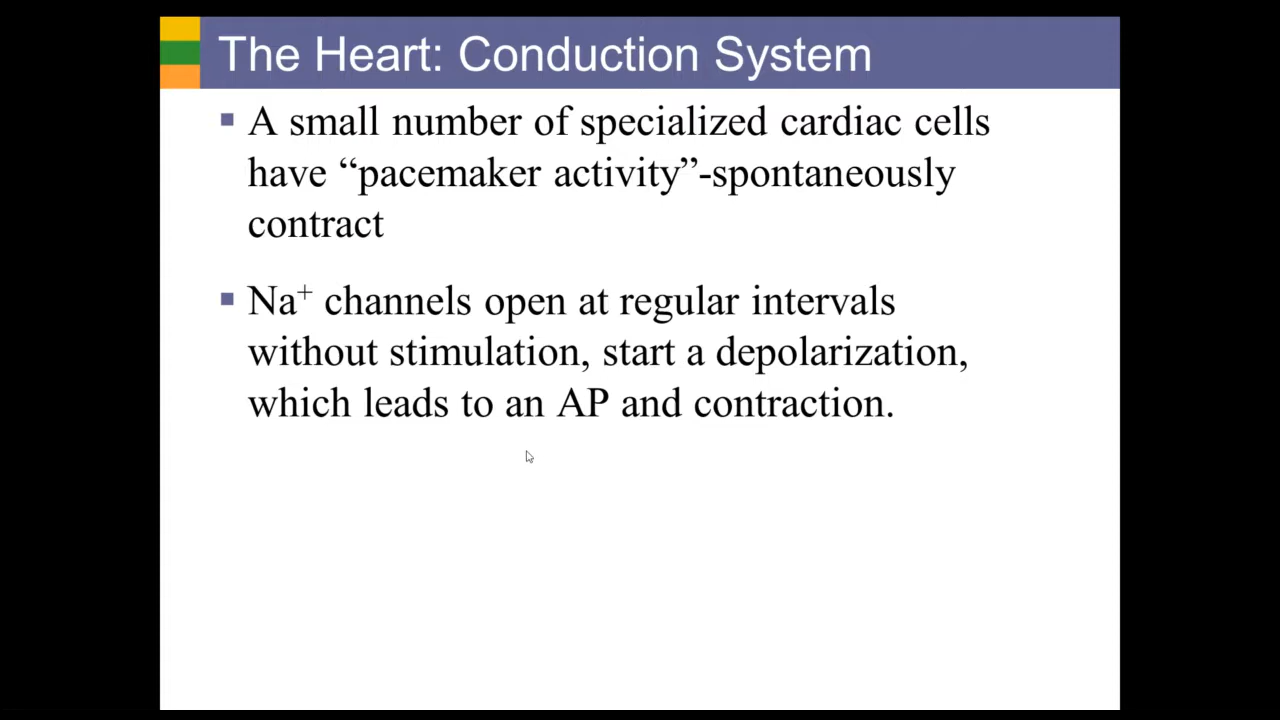 The Heart: Conduction System
A small number of specialized cardiac cells
have “pacemaker activity”-spontaneously
contract
Na⁺ channels open at regular intervals
without stimulation, start a depolarization,
which leads to an AP and contraction.